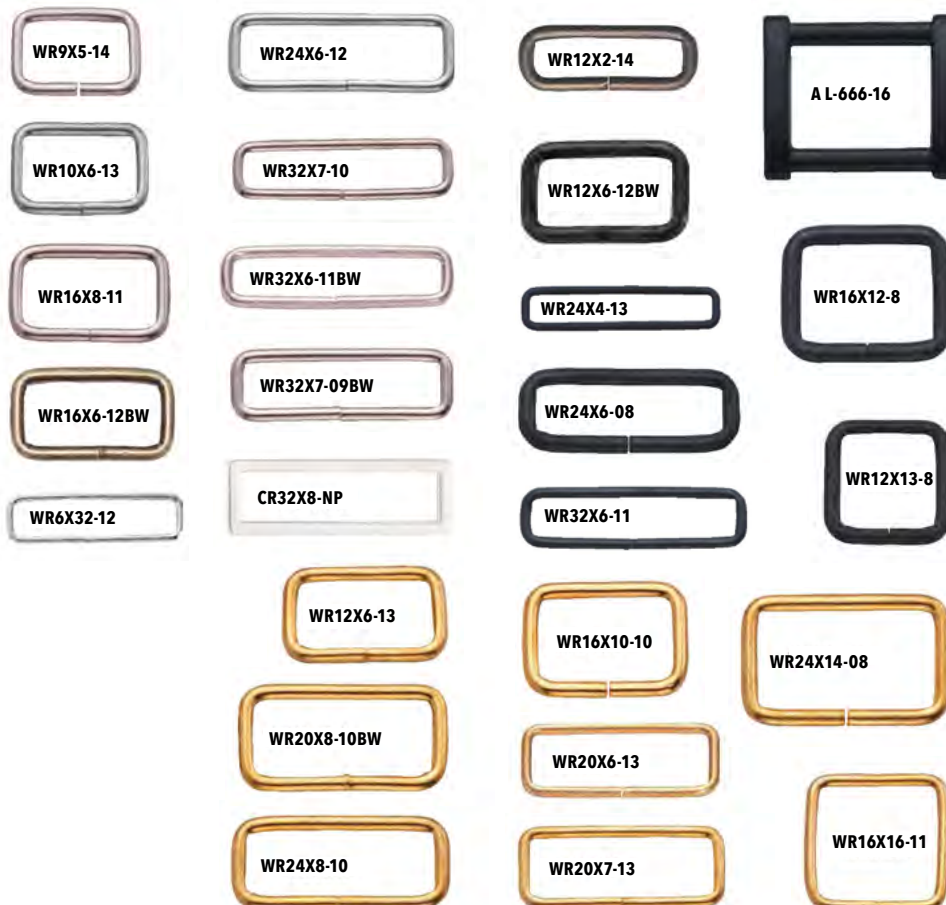 WR9X5-14
WR10X6-13
WR16X8-11
WR16X6-12BW
WR6X32-12
WR24X6-12
WR32X7-10
WR32X6-11BW
WR32X7-09BW
CR32X8-NP
WR12X2-14
WR12X6-12BW
WR24X4-13
WR24X6-08
WR32X6-11
A L-666-16
WR16X12-8
WR12X13-8
WR12X6-13
WR20X8-10BW
WR24X8-10
WR16X10-10
WR20X6-13
WR20X7-13
WR24X14-08
WR16X16-11